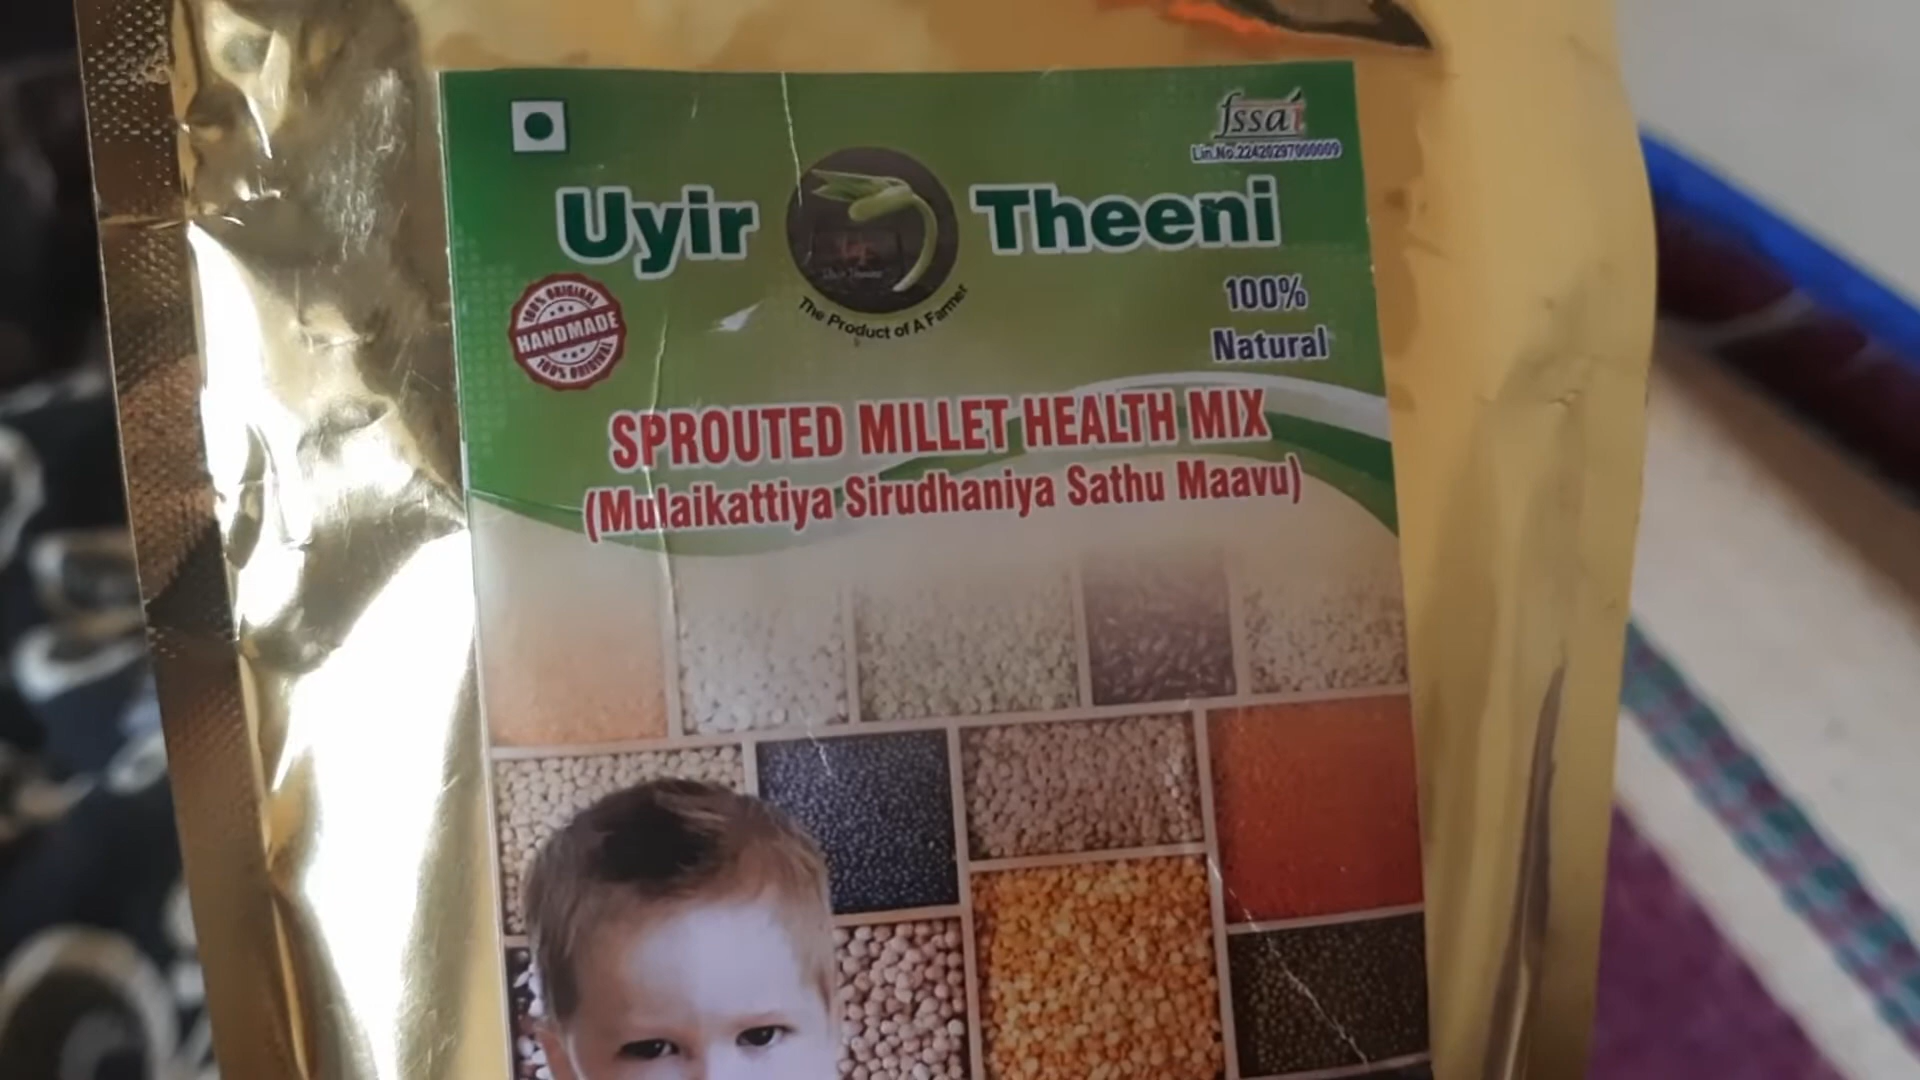 fssai
Lin.No.22420297000009
Uyir Theeni
The Product of A Farmer
100% ORIGINAL
HANDMADE
100% ORIGINAL
100%
Natural
SPROUTED MILLET HEALTH MIX
(Mulaikattiya Sirudhaniya Sathu Maavu)